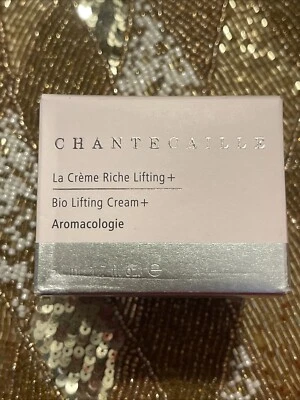 CHANTECAILLE
La Crème Riche Lifting+
Bio Lifting Cream+
Aromacologie
℮